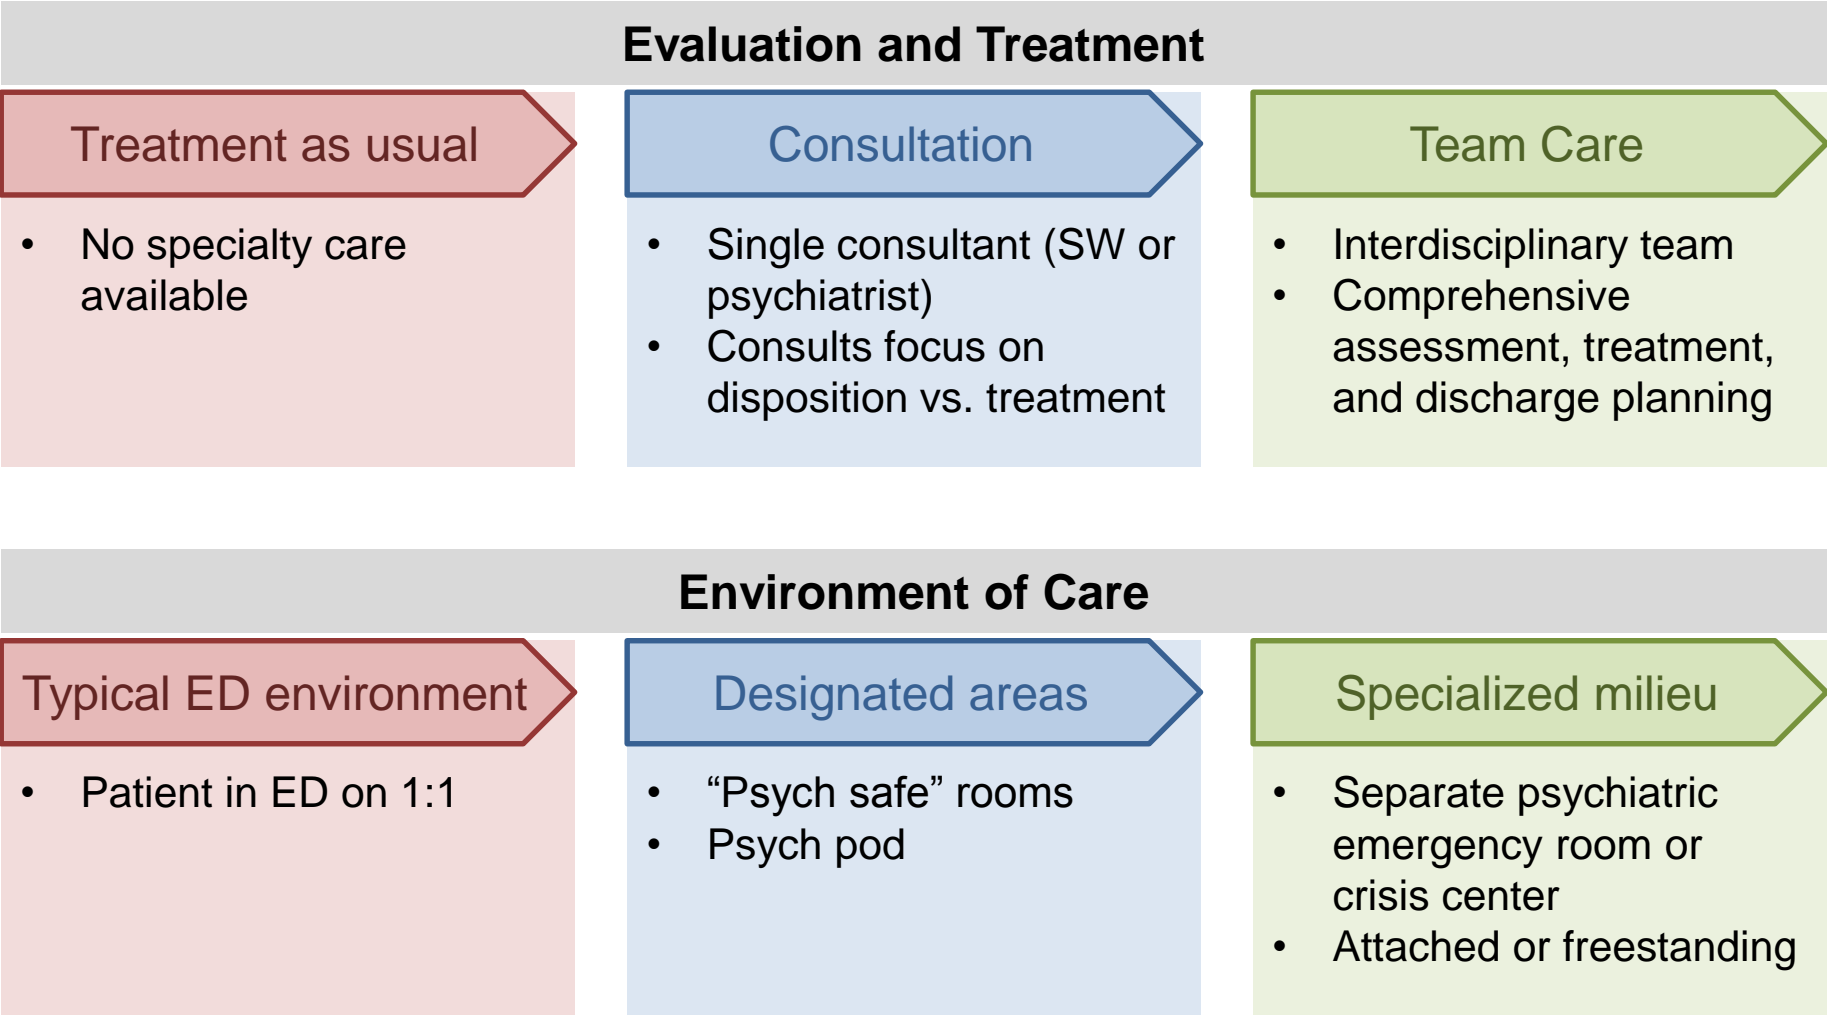 Evaluation and Treatment
Treatment as usual
• No specialty care
available
Consultation
• Single consultant (SW or
psychiatrist)
• Consults focus on
disposition vs. treatment
Team Care
• Interdisciplinary team
• Comprehensive
assessment, treatment,
and discharge planning
Environment of Care
Typical ED environment
• Patient in ED on 1:1
Designated areas
• “Psych safe” rooms
• Psych pod
Specialized milieu
• Separate psychiatric
emergency room or
crisis center
• Attached or freestanding